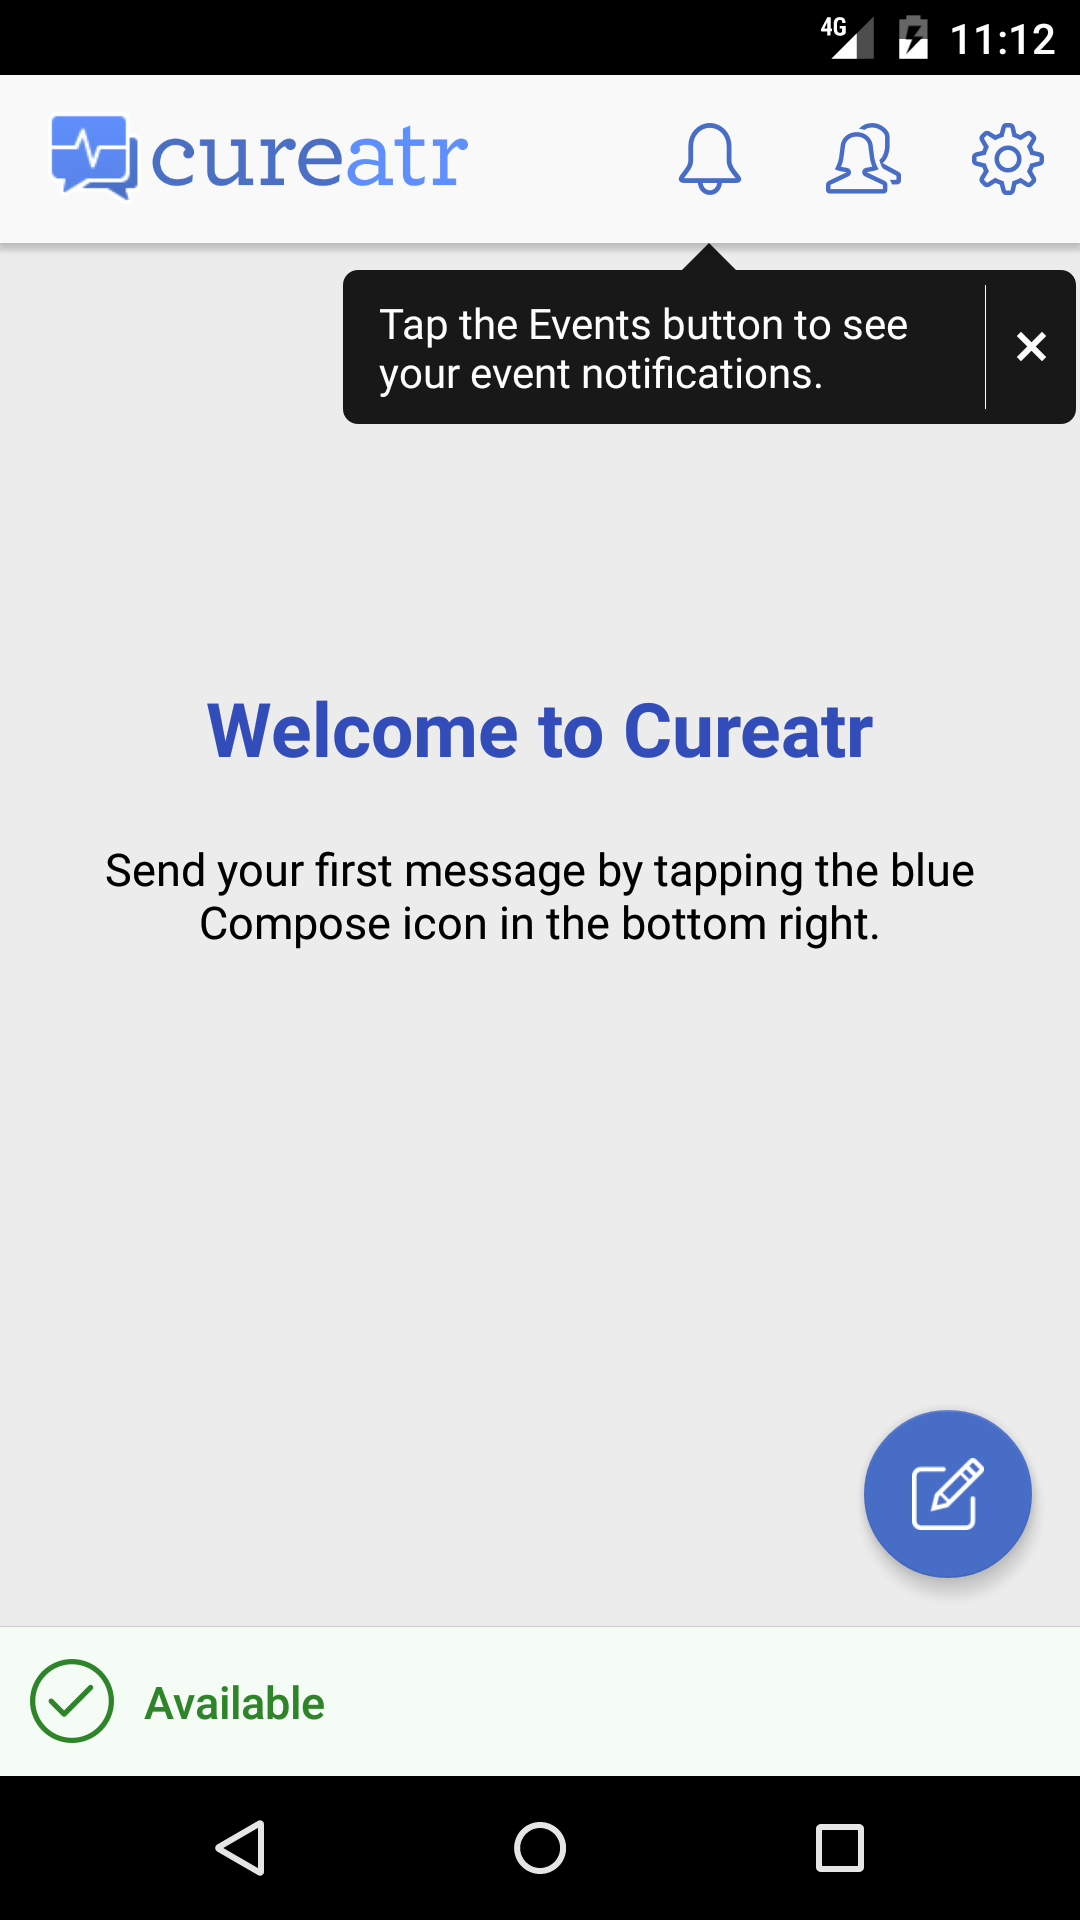 4G 11:12
cureatr
Tap the Events button to see
your event notifications.
Welcome to Cureatr
Send your first message by tapping the blue
Compose icon in the bottom right.
Available